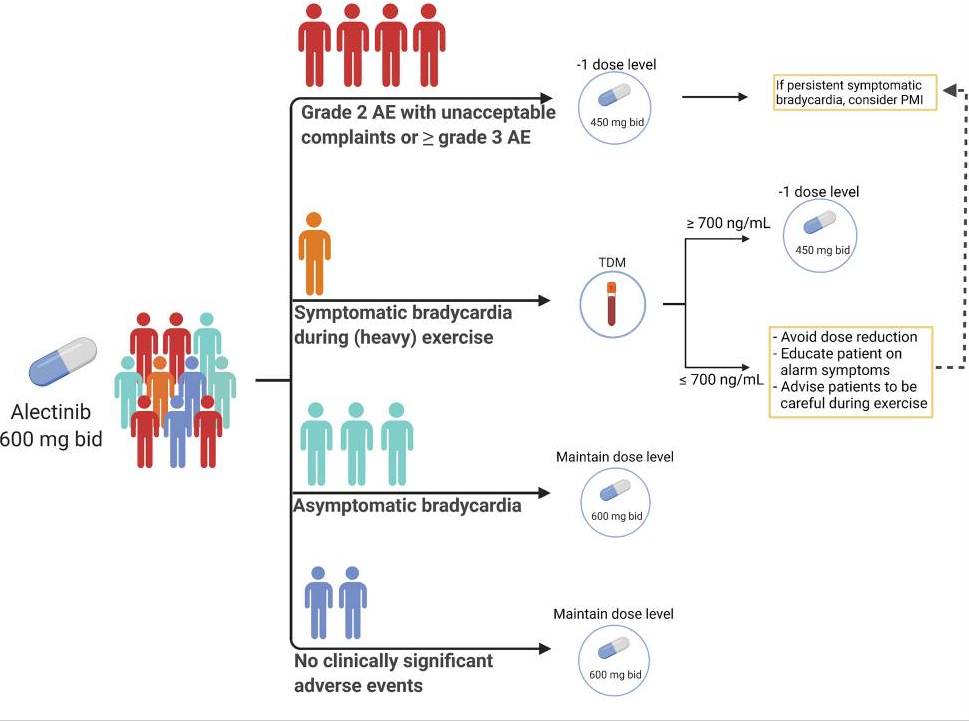 -1 dose level
450 mg bid
If persistent symptomatic
bradycardia, consider PMI
Grade 2 AE with unacceptable
complaints or ≥ grade 3 AE
-1 dose level
≥ 700 ng/mL
450 mg bid
TDM
Symptomatic bradycardia
during (heavy) exercise
- Avoid dose reduction
- Educate patient on
alarm symptoms
- Advise patients to be
careful during exercise
≤ 700 ng/mL
Alectinib
600 mg bid
Maintain dose level
600 mg bid
Asymptomatic bradycardia
Maintain dose level
600 mg bid
No clinically significant
adverse events